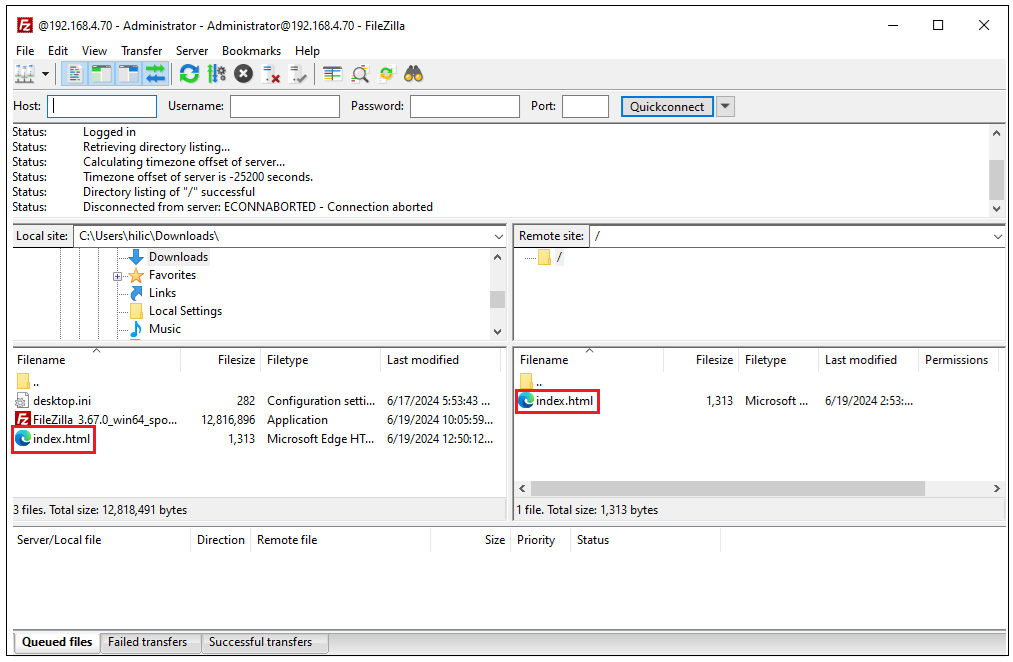 @192.168.4.70 - Administrator - Administrator@192.168.4.70 - FileZilla
File Edit View Transfer Server Bookmarks Help
Host: Username: Password: Port: Quickconnect
Status: Logged in
Status: Retrieving directory listing...
Status: Calculating timezone offset of server...
Status: Timezone offset of server is -25200 seconds.
Status: Directory listing of "/" successful
Status: Disconnected from server: ECONNABORTED - Connection aborted
Local site: C:\Users\hilic\Downloads\
Downloads
Favorites
Links
Local Settings
Music
Filename Filesize Filetype Last modified
..
desktop.ini 282 Configuration setti... 6/17/2024 5:53:43 ...
FileZilla_3.67.0_win64_spo... 12,816,896 Application 6/19/2024 10:05:59...
index.html 1,313 Microsoft Edge HT... 6/19/2024 12:50:12...
3 files. Total size: 12,818,491 bytes
Remote site: /
/
Filename Filesize Filetype Last modified Permissions
..
index.html 1,313 Microsoft ... 6/19/2024 2:53:...
1 file. Total size: 1,313 bytes
Server/Local file Direction Remote file Size Priority Status
Queued files Failed transfers Successful transfers